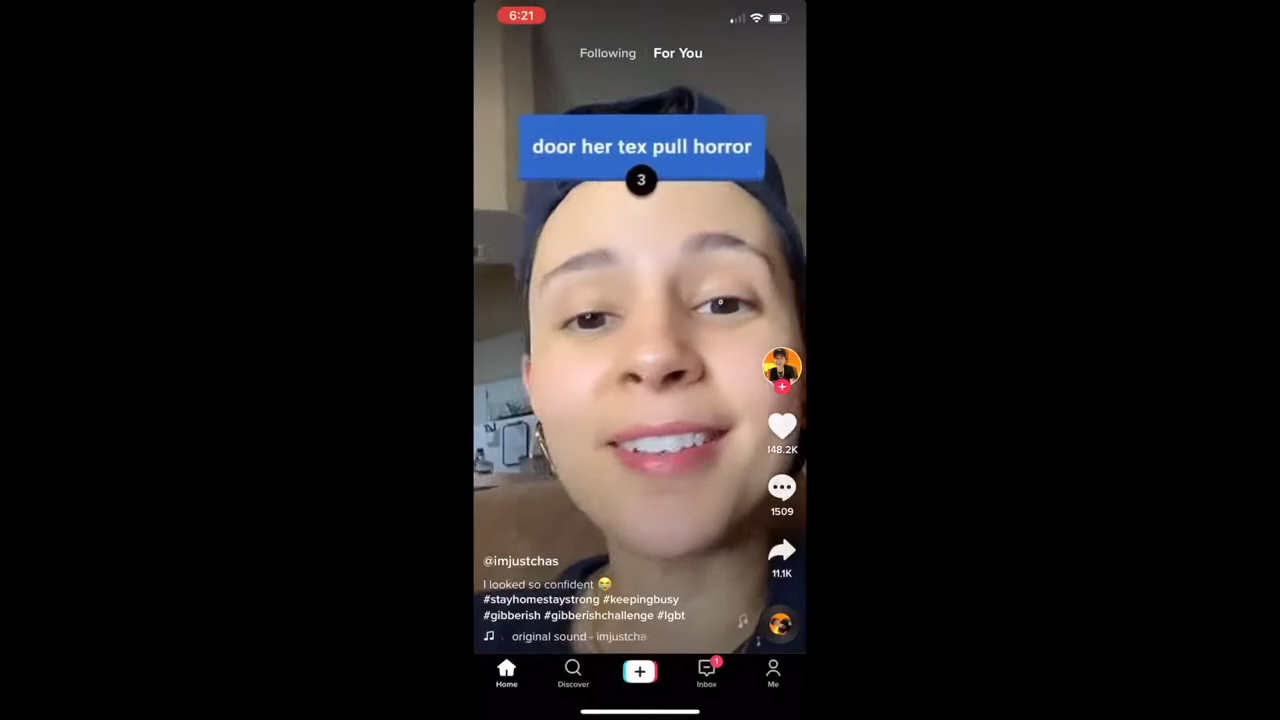 6:21
Following For You
door her tex pull horror
3
148.2K
1509
11.1K
@imjustchas
I looked so confident 😭
#stayhomestaystrong #keepingbusy
#gibberish #gibberishchallenge #lgbt
original sound - imjustcha
1
Home Discover Inbox Me